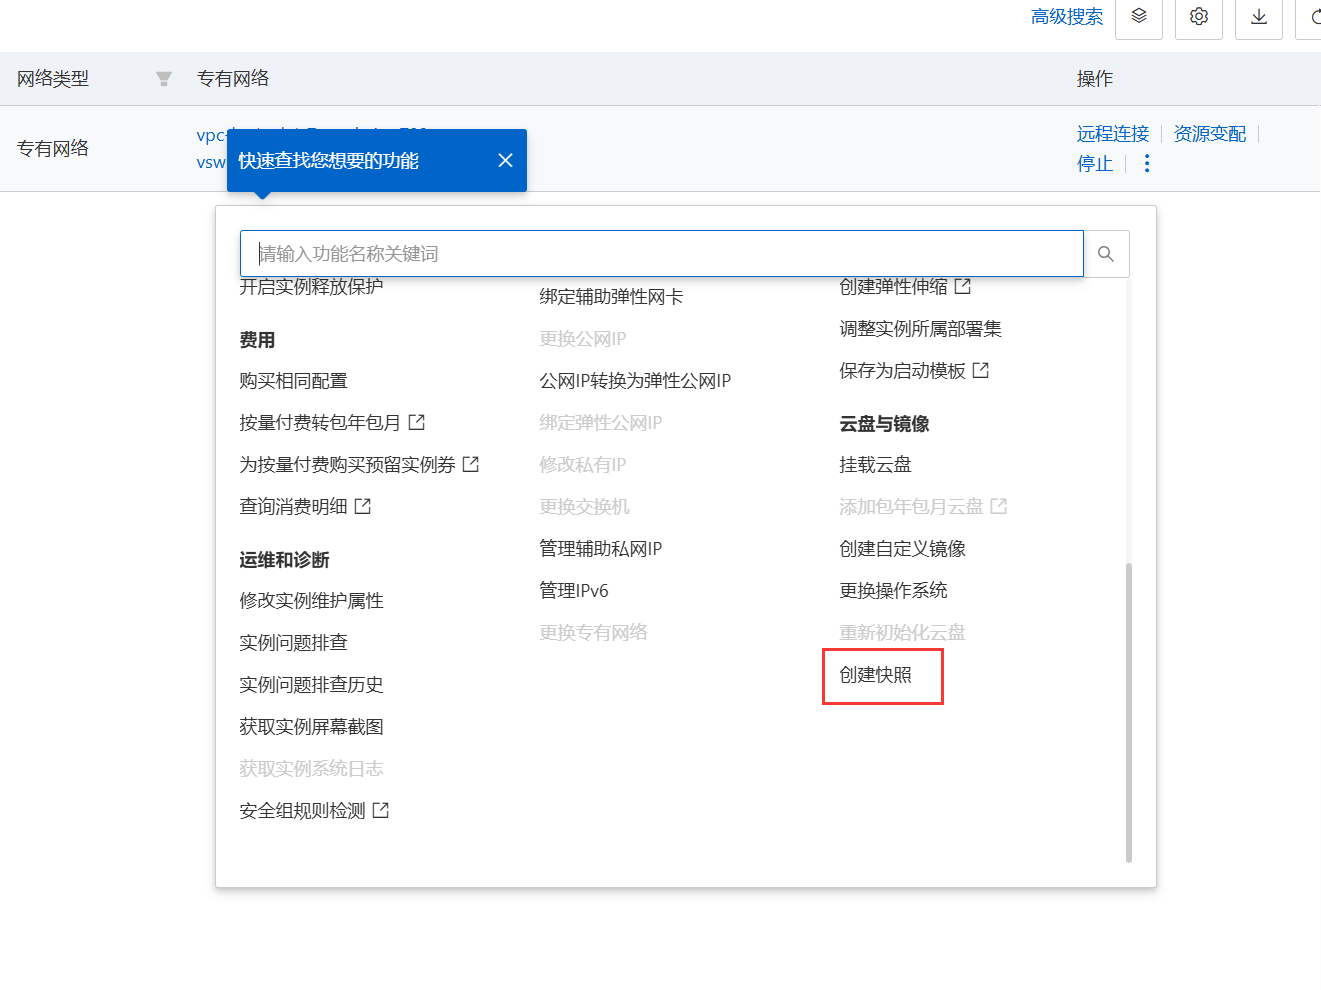 高级搜索
网络类型
专有网络
操作
专有网络
vpc-
vsw
远程连接
资源变配
停止
快速查找您想要的功能
请输入功能名称关键词
开启实例释放保护
费用
购买相同配置
按量付费转包年包月
为按量付费购买预留实例券
查询消费明细
运维和诊断
修改实例维护属性
实例问题排查
实例问题排查历史
获取实例屏幕截图
获取实例系统日志
安全组规则检测
绑定辅助弹性网卡
更换公网IP
公网IP转换为弹性公网IP
绑定弹性公网IP
修改私有IP
更换交换机
管理辅助私网IP
管理IPv6
更换专有网络
创建弹性伸缩
调整实例所属部署集
保存为启动模板
云盘与镜像
挂载云盘
添加包年包月云盘
创建自定义镜像
更换操作系统
重新初始化云盘
创建快照